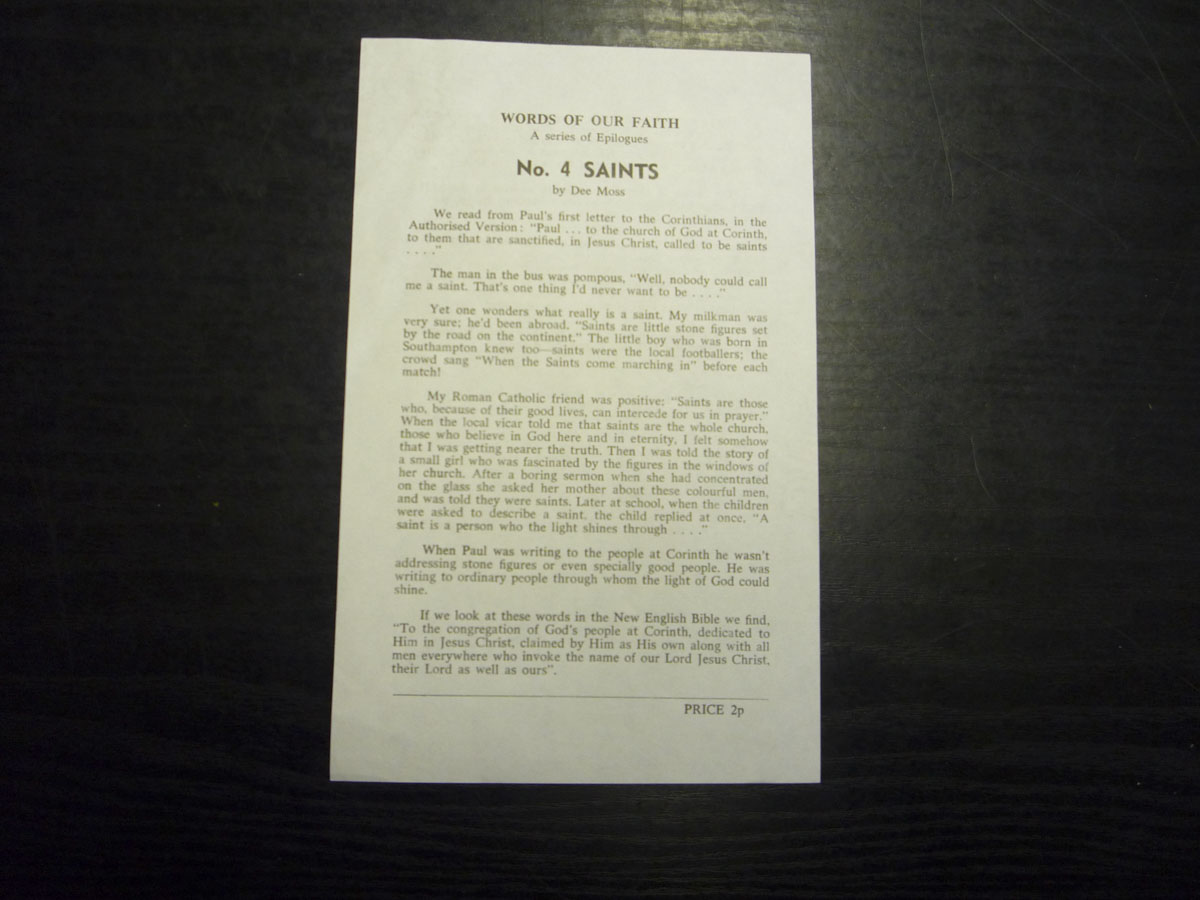 WORDS OF OUR FAITH
A series of Epilogues
No. 4 SAINTS
by Dee Moss
We read from Paul's first letter to the Corinthians, in the
Authorised Version: "Paul ... to the church of God at Corinth,
to them that are sanctified, in Jesus Christ, called to be saints
. . . ."
The man in the bus was pompous, "Well, nobody could call
me a saint. That's one thing I'd never want to be . . . ."
Yet one wonders what really is a saint. My milkman was
very sure; he'd been abroad. "Saints are little stone figures set
by the road on the continent." The little boy who was born in
Southampton knew too—saints were the local footballers; the
crowd sang "When the Saints come marching in" before each
match!
My Roman Catholic friend was positive; "Saints are those
who, because of their good lives, can intercede for us in prayer."
When the local vicar told me that saints are the whole church,
those who believe in God here and in eternity, I felt somehow
that I was getting nearer the truth. Then I was told the story of
a small girl who was fascinated by the figures in the windows of
her church. After a boring sermon when she had concentrated
on the glass she asked her mother about these colourful men,
and was told they were saints. Later at school, when the children
were asked to describe a saint, the child replied at once, "A
saint is a person who the light shines through . . . ."
When Paul was writing to the people at Corinth he wasn't
addressing stone figures or even specially good people. He was
writing to ordinary people through whom the light of God could
shine.
If we look at these words in the New English Bible we find,
"To the congregation of God's people at Corinth, dedicated to
Him in Jesus Christ, claimed by Him as His own along with all
men everywhere who invoke the name of our Lord Jesus Christ,
their Lord as well as ours".
PRICE 2p